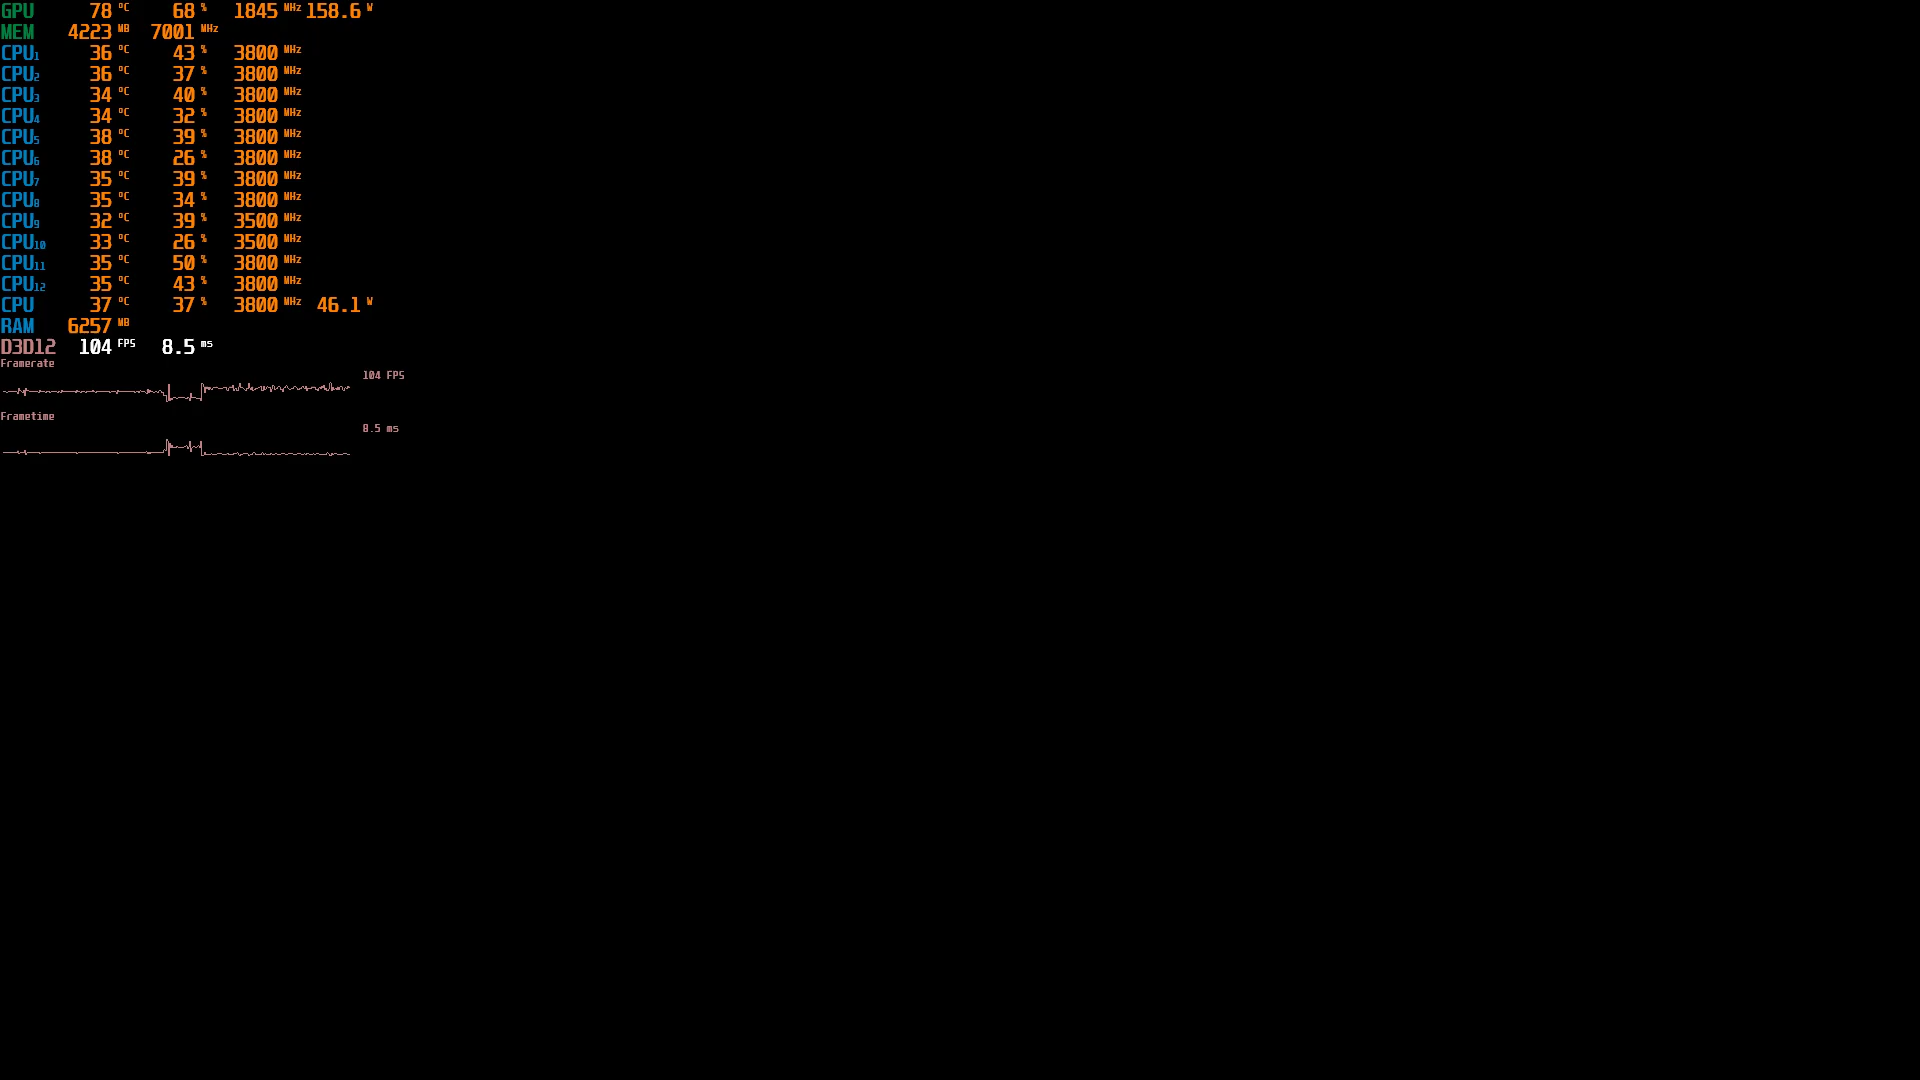 GPU 78 °C 68 % 1845 MHz 158.6 W
MEM 4223 MB 7001 MHz
CPU1 36 °C 43 % 3800 MHz
CPU2 36 °C 37 % 3800 MHz
CPU3 34 °C 40 % 3800 MHz
CPU4 34 °C 32 % 3800 MHz
CPU5 38 °C 39 % 3800 MHz
CPU6 38 °C 26 % 3800 MHz
CPU7 35 °C 39 % 3800 MHz
CPU8 35 °C 34 % 3800 MHz
CPU9 32 °C 39 % 3500 MHz
CPU10 33 °C 26 % 3500 MHz
CPU11 35 °C 50 % 3800 MHz
CPU12 35 °C 43 % 3800 MHz
CPU 37 °C 37 % 3800 MHz 46.1 W
RAM 6257 MB
D3D12 104 FPS 8.5 ms
Framerate
104 FPS
Frametime
8.5 ms